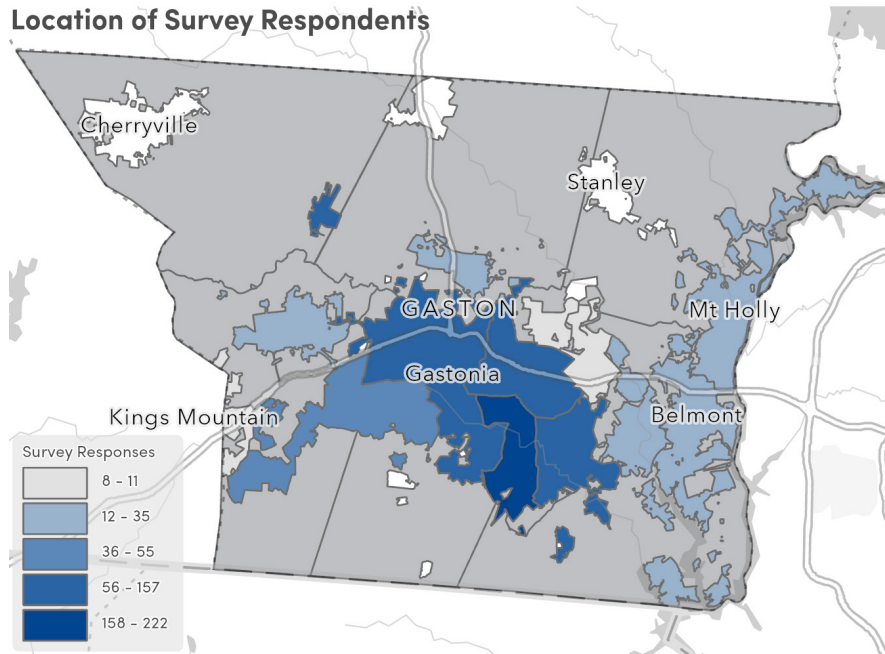 Location of Survey Respondents
Cherryville
Stanley
GASTON
Mt Holly
Gastonia
Kings Mountain
Belmont
Survey Responses
8 - 11
12 - 35
36 - 55
56 - 157
158 - 222